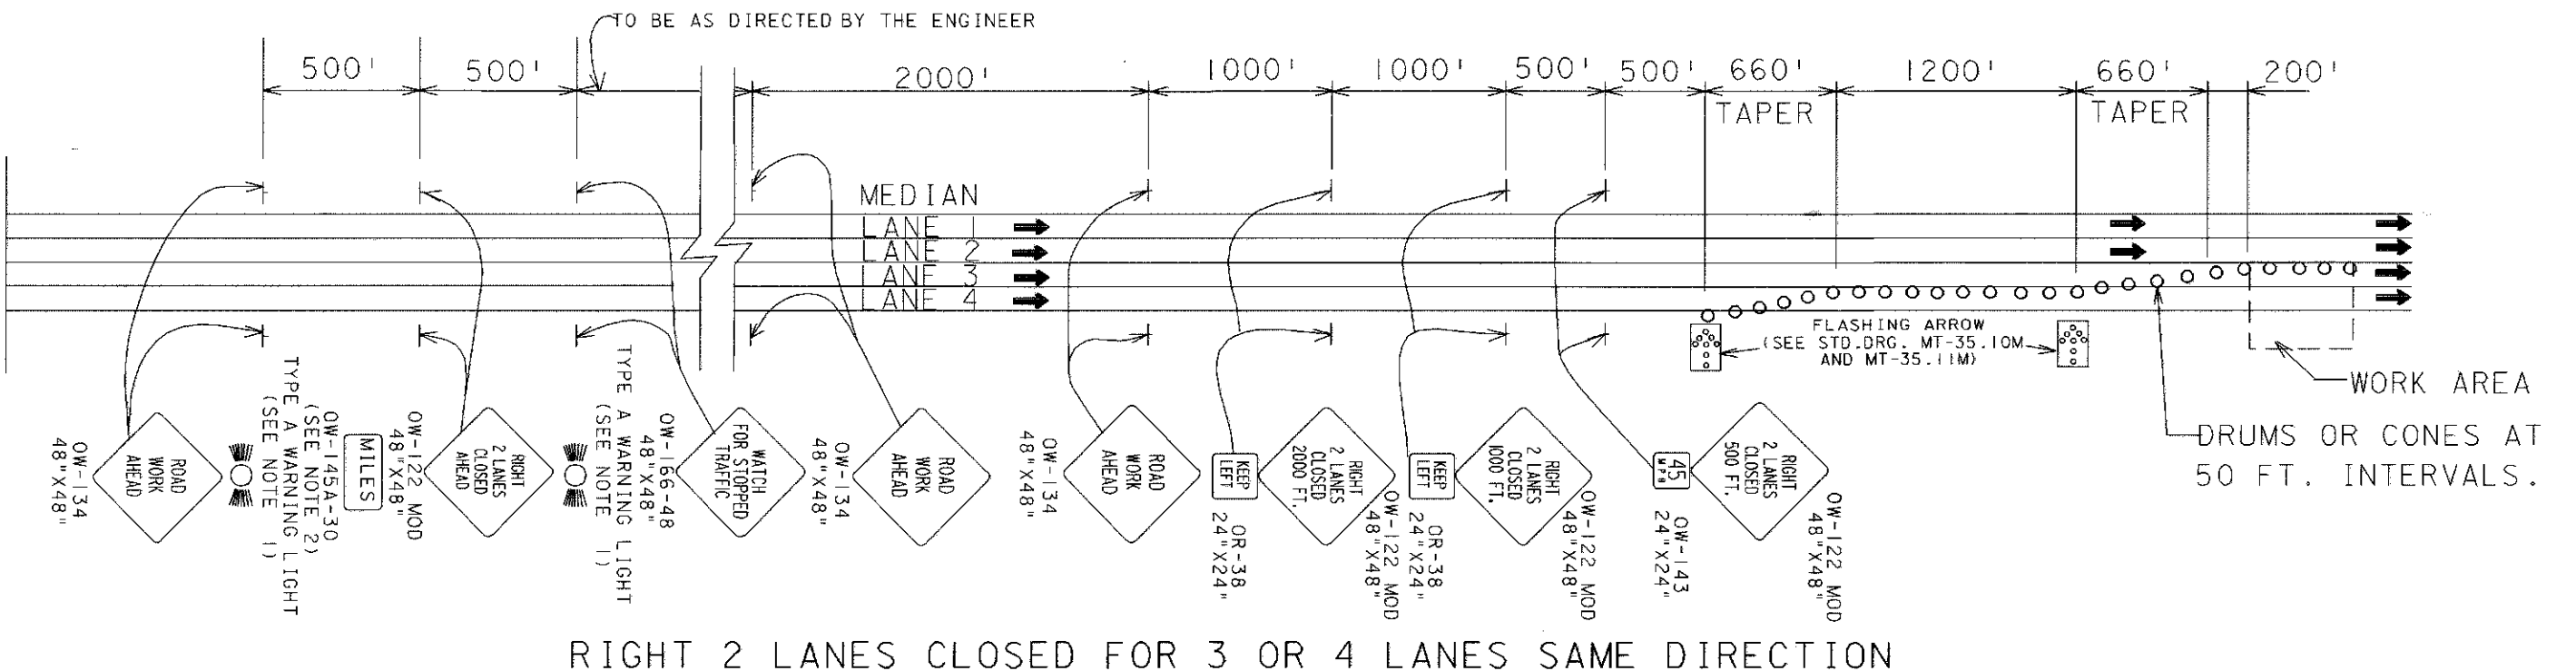 TO BE AS DIRECTED BY THE ENGINEER
500'
500'
2000'
1000'
1000'
500'
500'
660'
1200'
660'
200'
TAPER
TAPER
MEDIAN
LANE 1
LANE 2
LANE 3
LANE 4
FLASHING ARROW
(SEE STD.DRG. MT-35.10M
AND MT-35.11M)
WORK AREA
DRUMS OR CONES AT
50 FT. INTERVALS.
ROAD
WORK
AHEAD
OW-134
48"X48"
TYPE A WARNING LIGHT
(SEE NOTE 1)
MILES
OW-145A-30
(SEE NOTE 2)
RIGHT
2 LANES
CLOSED
AHEAD
OW-122 MOD
48"X48"
TYPE A WARNING LIGHT
(SEE NOTE 1)
WATCH
FOR STOPPED
TRAFFIC
OW-166-48
48"X48"
ROAD
WORK
AHEAD
OW-134
48"X48"
ROAD
WORK
AHEAD
OW-134
48"X48"
KEEP
LEFT
OR-38
24"X24"
RIGHT
2 LANES
CLOSED
2000 FT.
OW-122 MOD
48"X48"
KEEP
LEFT
OR-38
24"X24"
RIGHT
2 LANES
CLOSED
1000 FT.
OW-122 MOD
48"X48"
45
MPH
OW-143
24"X24"
RIGHT
2 LANES
CLOSED
500 FT.
OW-122 MOD
48"X48"
RIGHT 2 LANES CLOSED FOR 3 OR 4 LANES SAME DIRECTION